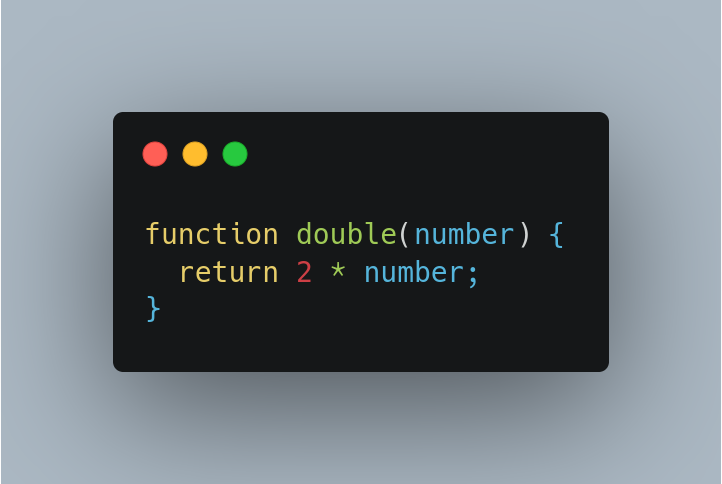 function double(number) {
  return 2 * number;
}